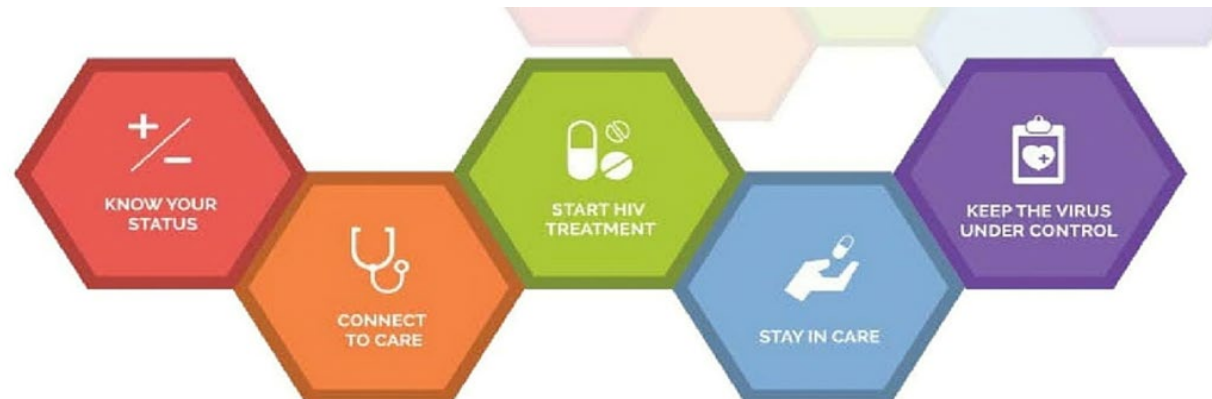 KNOW YOUR
STATUS
CONNECT
TO CARE
START HIV
TREATMENT
STAY IN CARE
KEEP THE VIRUS
UNDER CONTROL